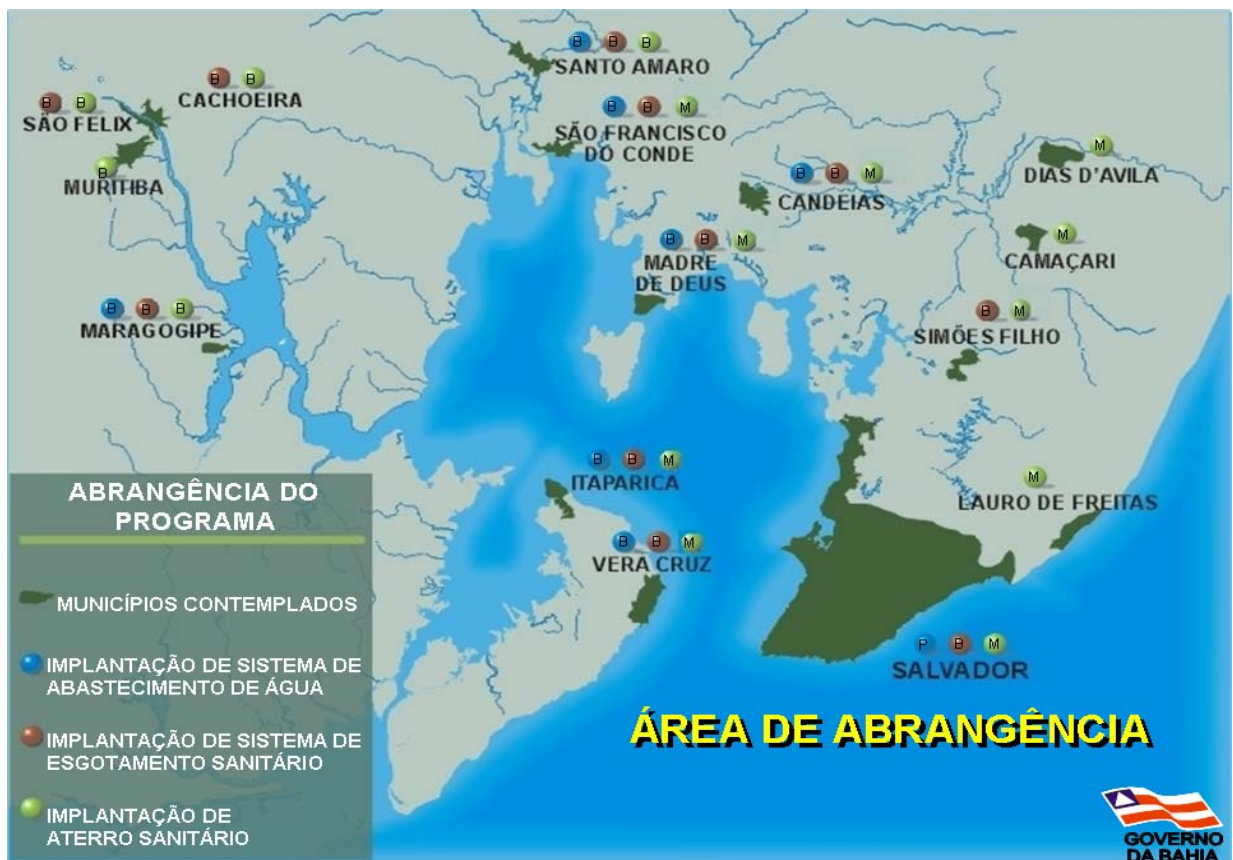 B B B
SANTO AMARO
B B
CACHOEIRA
B B
SÃO FELIX
B
MURITIBA
B B M
SÃO FRANCISCO
DO CONDE
M
DIAS D'AVILA
B B M
CANDEIAS
M
CAMAÇARI
B B M
MADRE
DE DEUS
B B B
MARAGOGIPE
B M
SIMÕES FILHO
B B M
ITAPARICA
M
LAURO DE FREITAS
B B M
VERA CRUZ
P B M
SALVADOR
ABRANGÊNCIA DO
PROGRAMA
MUNICÍPIOS CONTEMPLADOS
IMPLANTAÇÃO DE SISTEMA DE
ABASTECIMENTO DE ÁGUA
IMPLANTAÇÃO DE SISTEMA DE
ESGOTAMENTO SANITÁRIO
IMPLANTAÇÃO DE
ATERRO SANITÁRIO
ÁREA DE ABRANGÊNCIA
GOVERNO
DA BAHIA